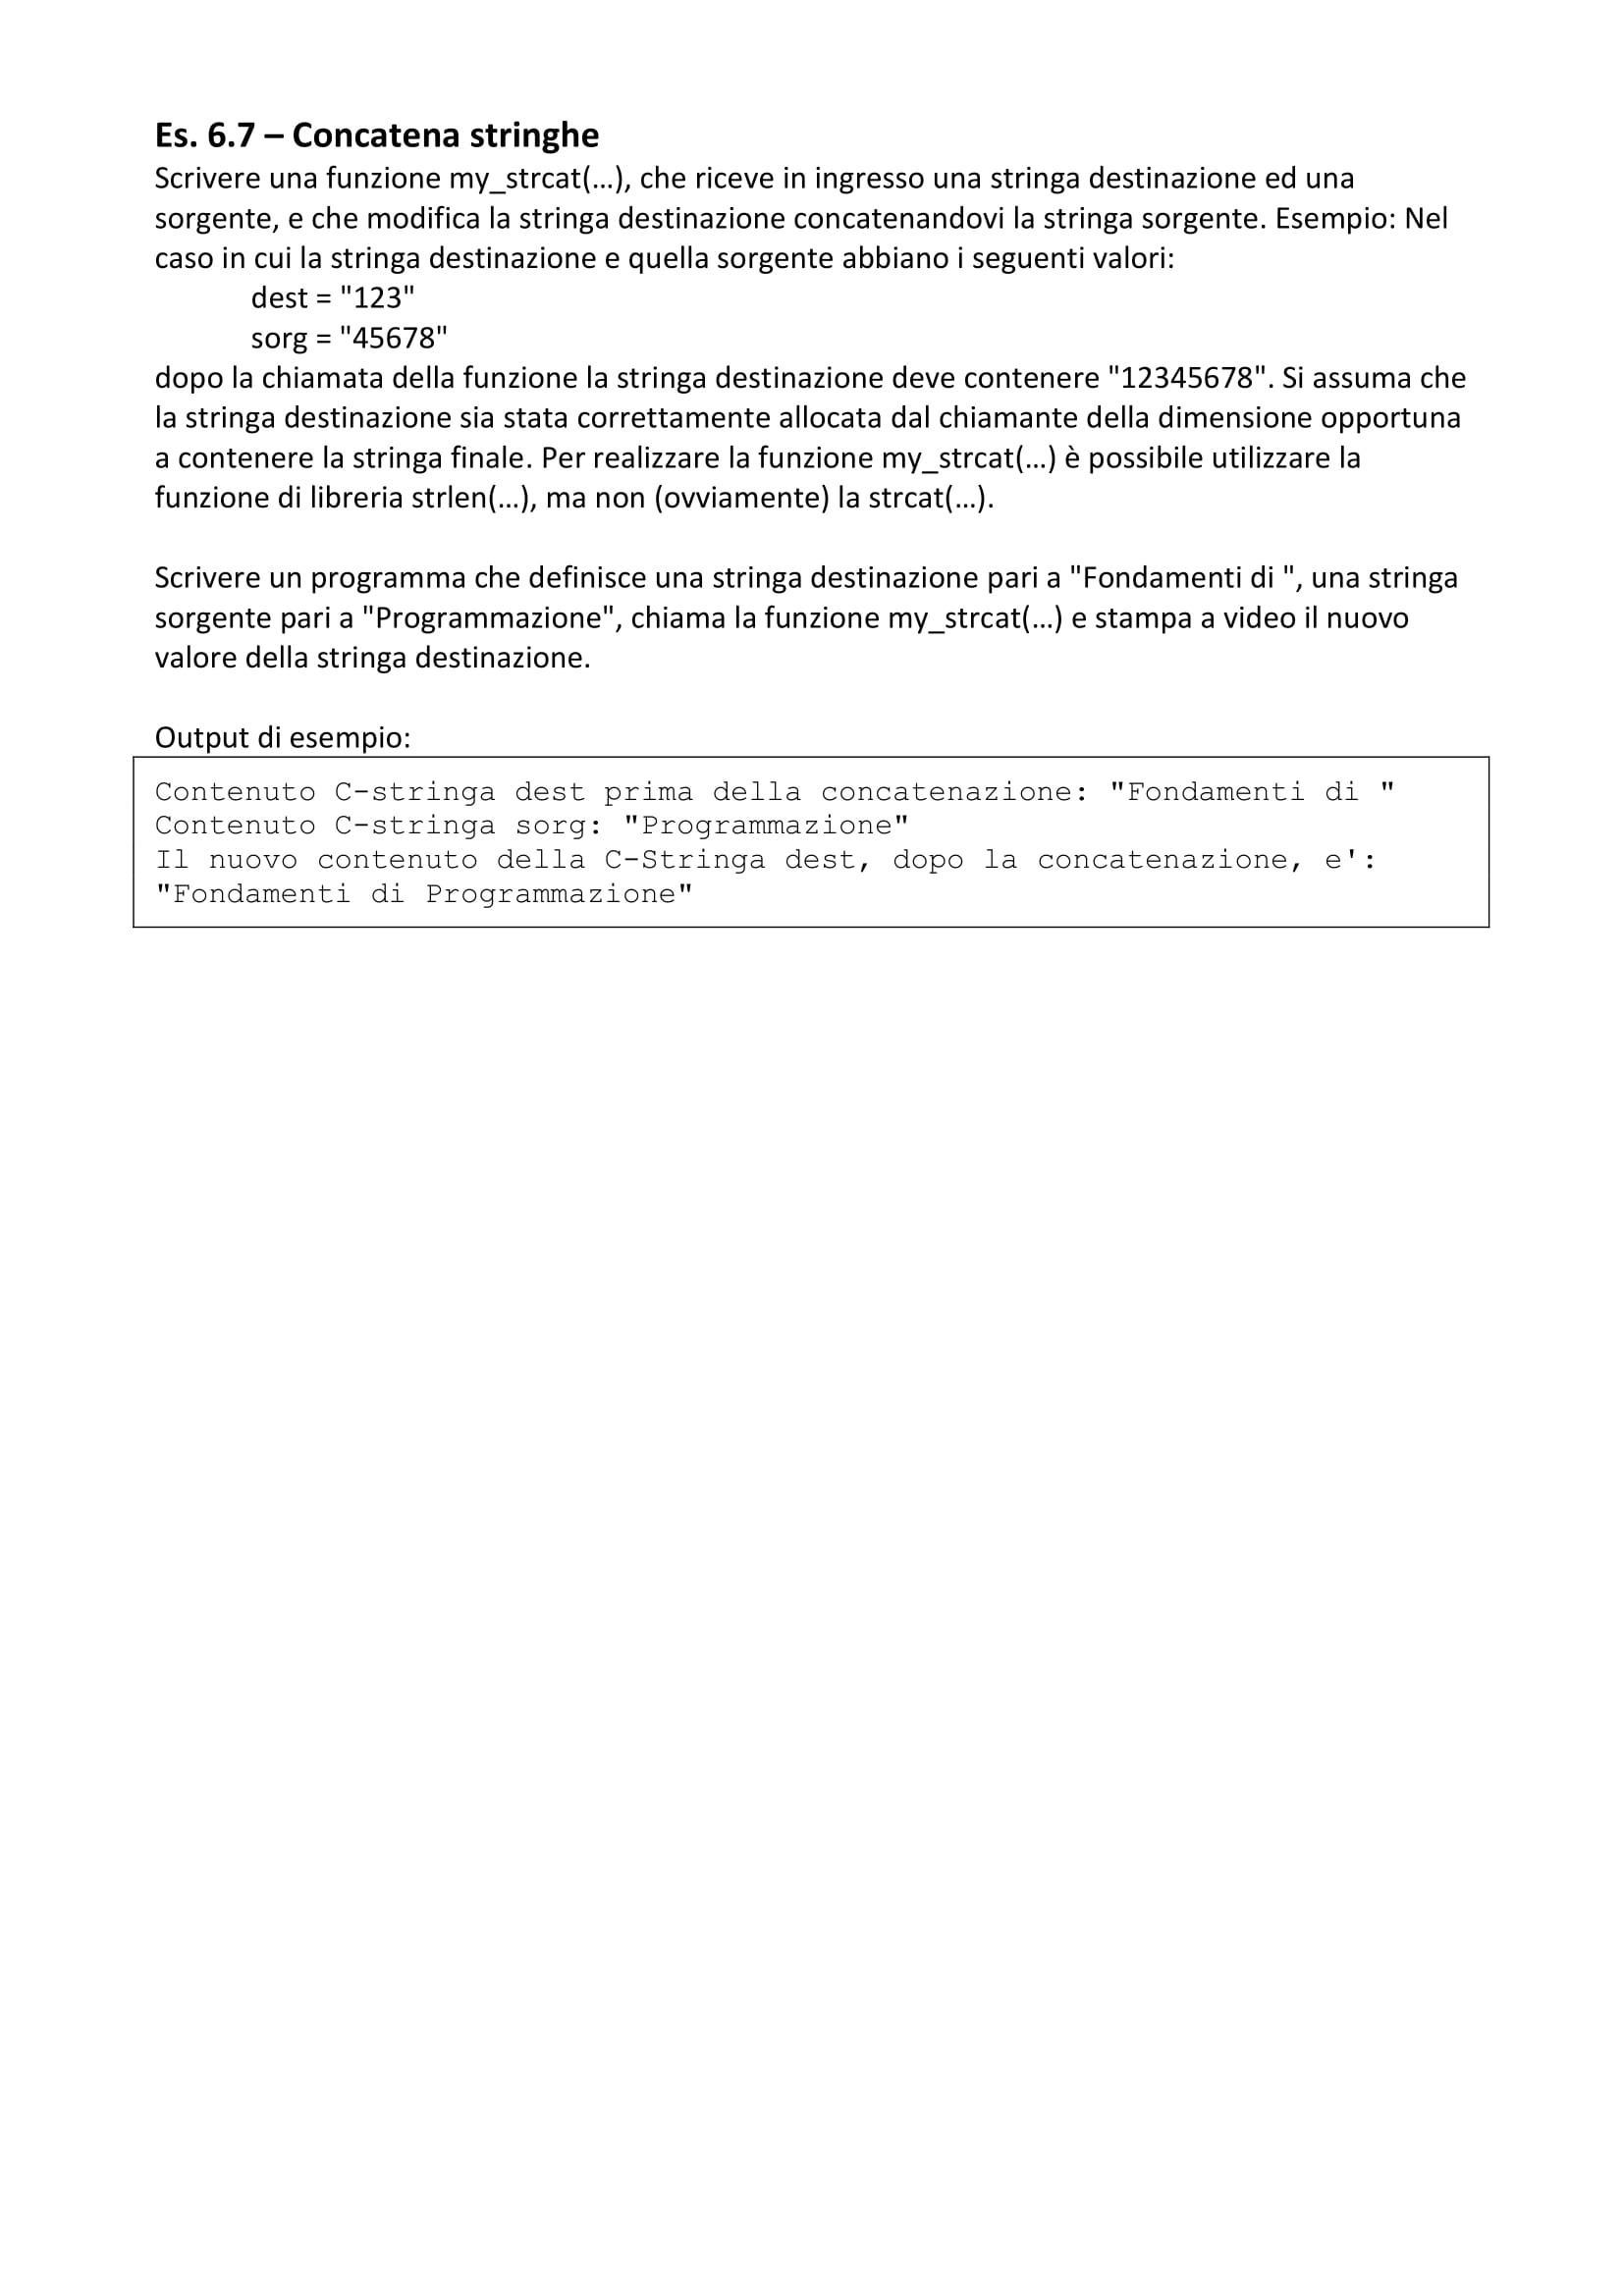 Es. 6.7 – Concatena stringhe
Scrivere una funzione my_strcat(…), che riceve in ingresso una stringa destinazione ed una
sorgente, e che modifica la stringa destinazione concatenandovi la stringa sorgente. Esempio: Nel
caso in cui la stringa destinazione e quella sorgente abbiano i seguenti valori:
dest = "123"
sorg = "45678"
dopo la chiamata della funzione la stringa destinazione deve contenere "12345678". Si assuma che
la stringa destinazione sia stata correttamente allocata dal chiamante della dimensione opportuna
a contenere la stringa finale. Per realizzare la funzione my_strcat(…) è possibile utilizzare la
funzione di libreria strlen(…), ma non (ovviamente) la strcat(…).
Scrivere un programma che definisce una stringa destinazione pari a "Fondamenti di ", una stringa
sorgente pari a "Programmazione", chiama la funzione my_strcat(…) e stampa a video il nuovo
valore della stringa destinazione.
Output di esempio:
Contenuto C-stringa dest prima della concatenazione: "Fondamenti di "
Contenuto C-stringa sorg: "Programmazione"
Il nuovo contenuto della C-Stringa dest, dopo la concatenazione, e':
"Fondamenti di Programmazione"